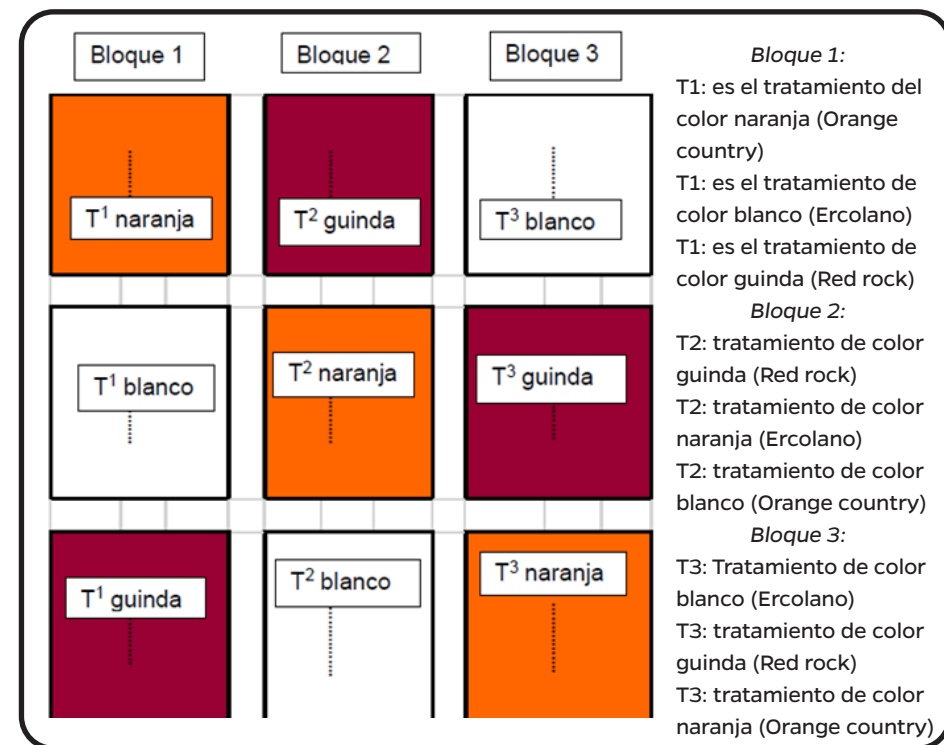 Bloque 1
Bloque 2
Bloque 3
T¹ naranja
T² guinda
T³ blanco
T¹ blanco
T² naranja
T³ guinda
T¹ guinda
T² blanco
T³ naranja
Bloque 1:
T1: es el tratamiento del
color naranja (Orange
country)
T1: es el tratamiento de
color blanco (Ercolano)
T1: es el tratamiento de
color guinda (Red rock)
Bloque 2:
T2: tratamiento de color
guinda (Red rock)
T2: tratamiento de color
naranja (Ercolano)
T2: tratamiento de color
blanco (Orange country)
Bloque 3:
T3: Tratamiento de color
blanco (Ercolano)
T3: tratamiento de color
guinda (Red rock)
T3: tratamiento de color
naranja (Orange country)